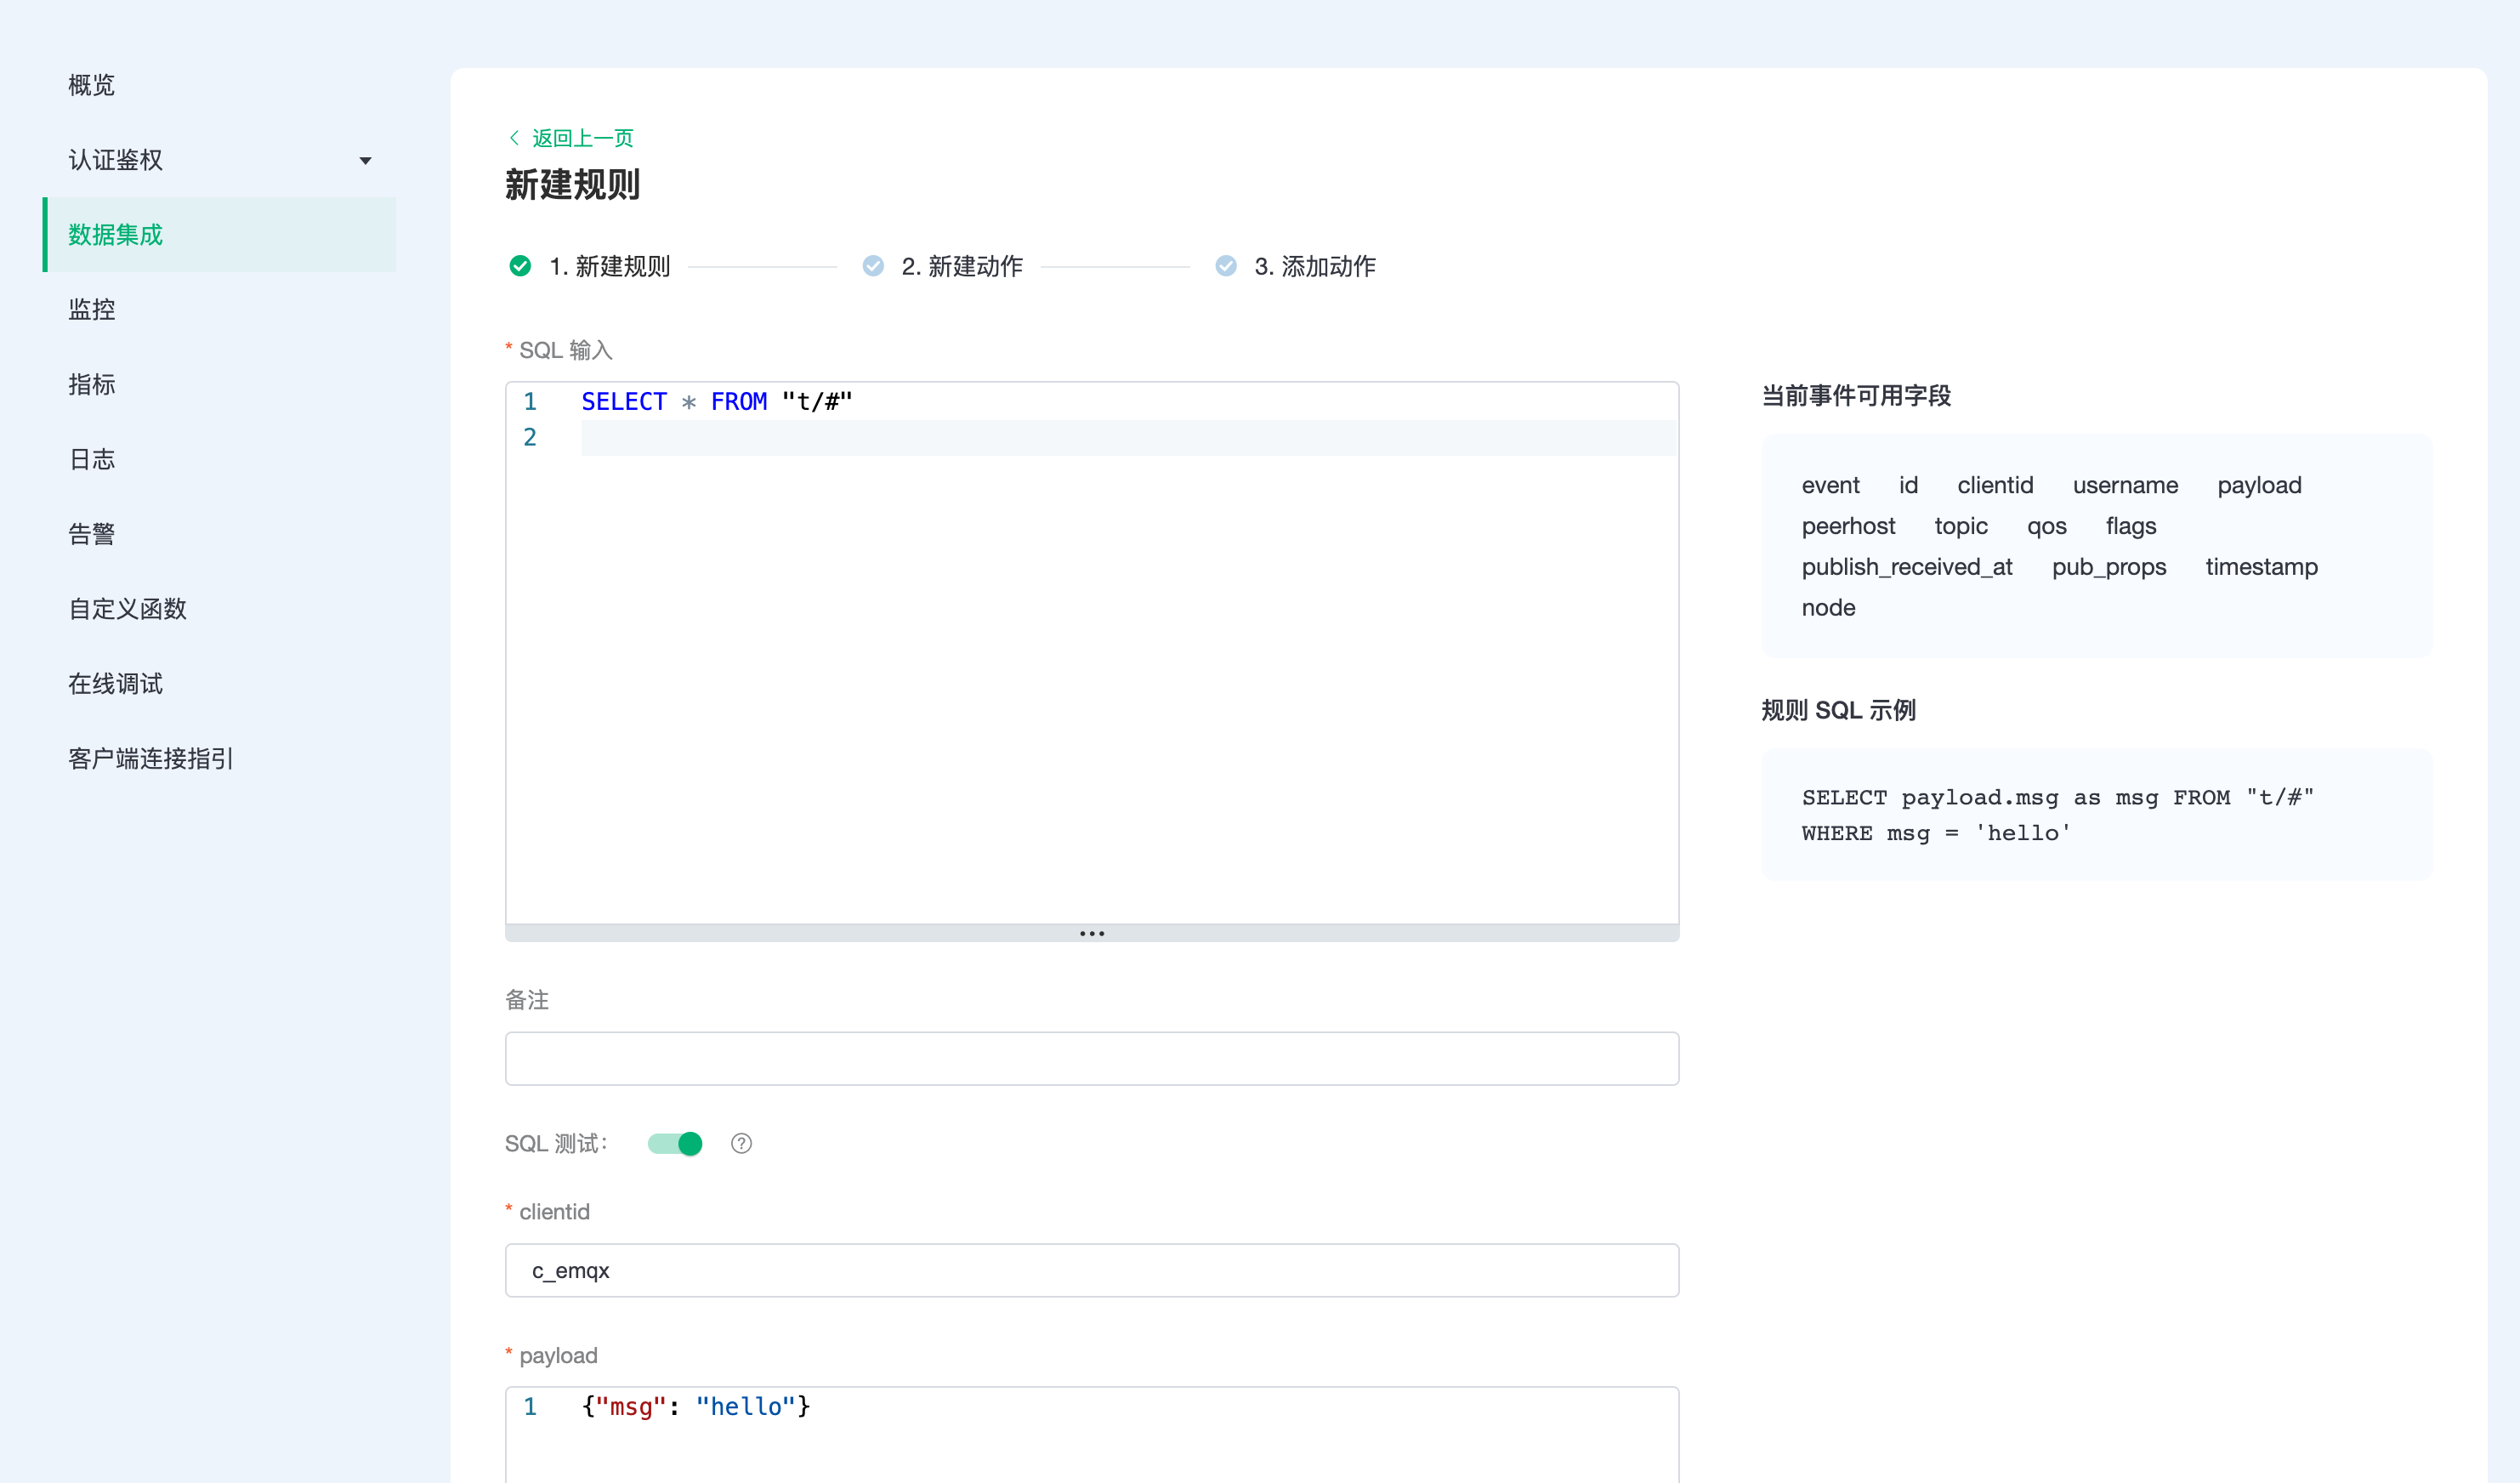 概览
认证鉴权
数据集成
监控
指标
日志
告警
自定义函数
在线调试
客户端连接指引
返回上一页
新建规则
1. 新建规则
2. 新建动作
3. 添加动作
* SQL 输入
1 SELECT * FROM "t/#"
2
备注
SQL 测试：
* clientid
c_emqx
* payload
1 {"msg": "hello"}
当前事件可用字段
event id clientid username payload
peerhost topic qos flags
publish_received_at pub_props timestamp
node
规则 SQL 示例
SELECT payload.msg as msg FROM "t/#"
WHERE msg = 'hello'